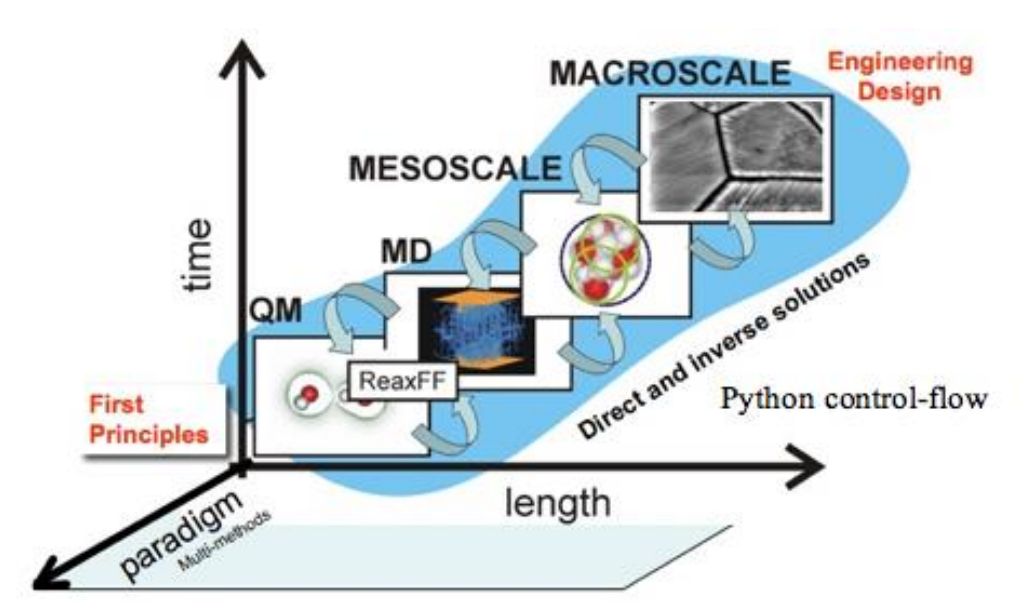 MACROSCALE
Engineering
Design
MESOSCALE
MD
time
QM
ReaxFF
First
Principles
Direct and inverse solutions
Python control-flow
length
paradigm
Multi-methods